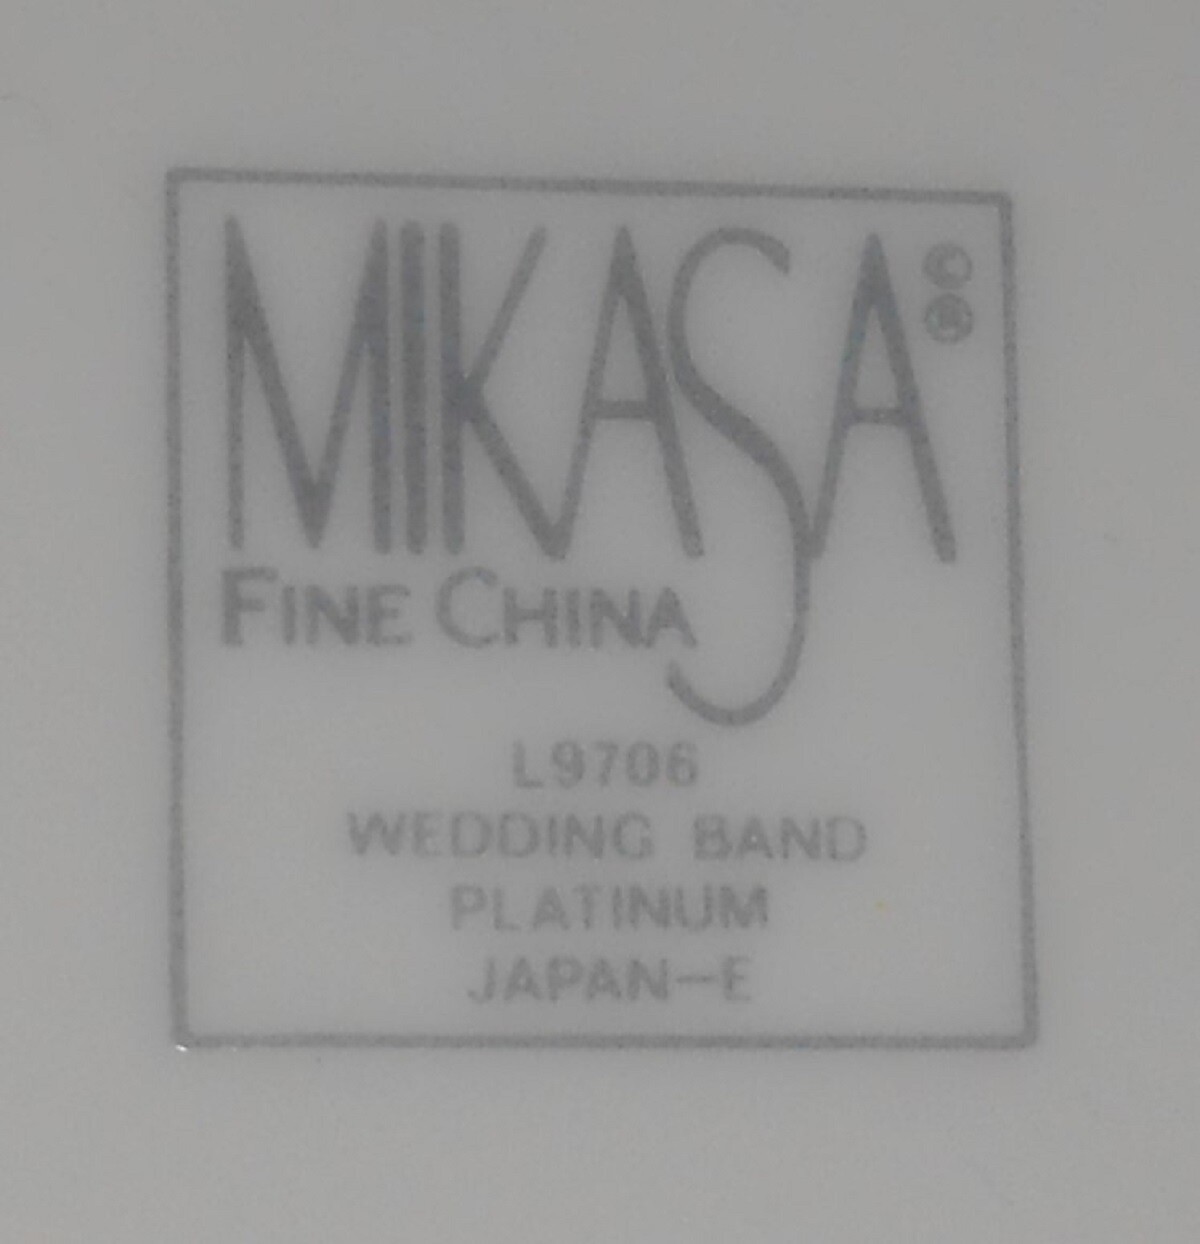 MIKASA ©
®
FINE CHINA
L9706
WEDDING BAND
PLATINUM
JAPAN-E